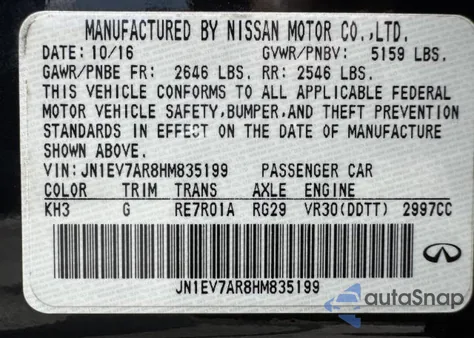 MANUFACTURED BY NISSAN MOTOR CO.,LTD.
DATE: 10/16 GVWR/PNBV: 5159 LBS.
GAWR/PNBE FR: 2646 LBS. RR: 2546 LBS.
THIS VEHICLE CONFORMS TO ALL APPLICABLE FEDERAL
MOTOR VEHICLE SAFETY,BUMPER,AND THEFT PREVENTION
STANDARDS IN EFFECT ON THE DATE OF MANUFACTURE
SHOWN ABOVE.
VIN: JN1EV7AR8HM835199 PASSENGER CAR
COLOR TRIM TRANS AXLE ENGINE
KH3 G RE7R01A RG29 VR30(DDTT) 2997CC
JN1EV7AR8HM835199
autoSnap